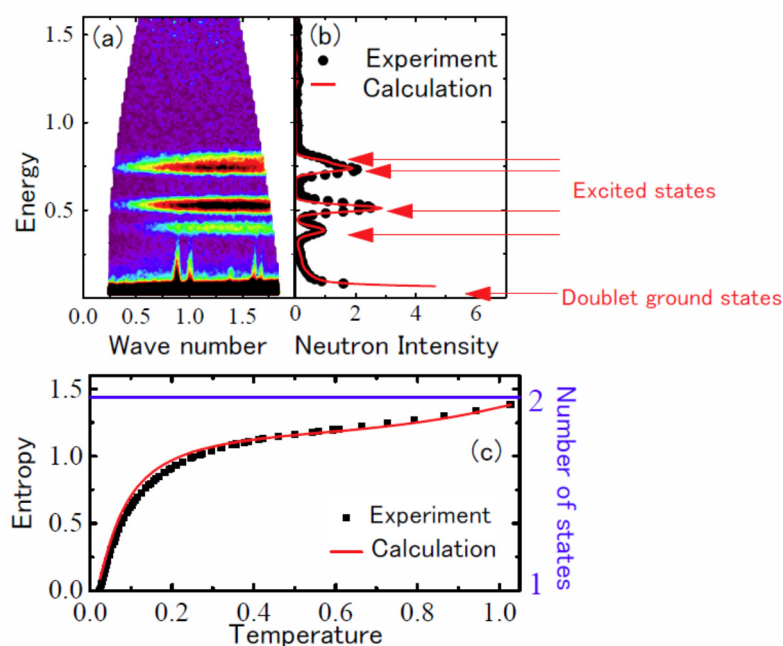 (a)
(b)
1.5
1.0
0.5
Energy
Experiment
Calculation
Excited states
Doublet ground states
0.0 0.5 1.0 1.5
0 2 4 6
Wave number
Neutron Intensity
1.5
1.0
0.5
0.0
Entropy
2
1
Number of states
(c)
Experiment
Calculation
0.0 0.2 0.4 0.6 0.8 1.0
Temperature